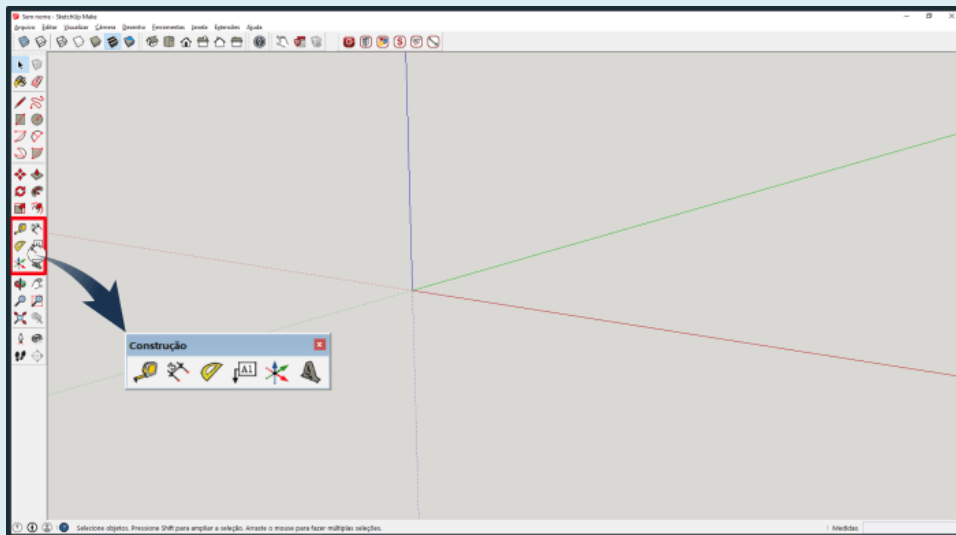 Sem nome - SketchUp Make
Arquivo Editar Visualizar Câmera Desenho Ferramentas Janela Extensões Ajuda
Construção
A1
Selecione objetos. Pressione Shift para ampliar a seleção. Arraste o mouse para fazer múltiplas seleções.
Medidas